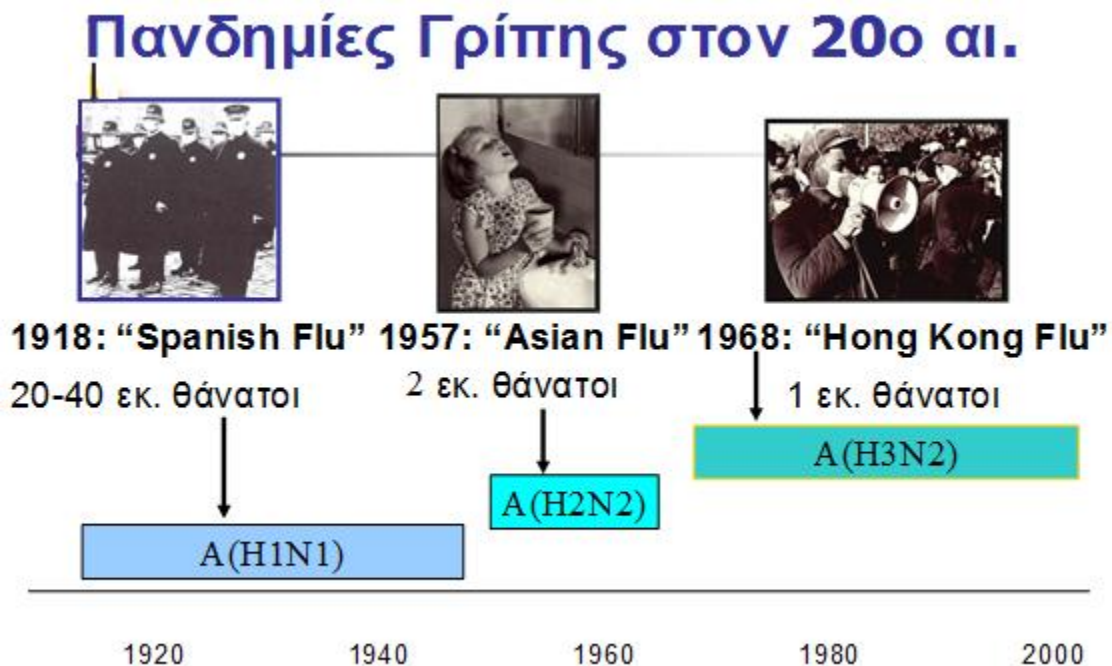 Πανδημίες Γρίπης στον 20ο αι.
1918: “Spanish Flu” 1957: “Asian Flu” 1968: “Hong Kong Flu”
20-40 εκ. θάνατοι 2 εκ. θάνατοι 1 εκ. θάνατοι
A(H3N2)
A(H2N2)
A(H1N1)
1920 1940 1960 1980 2000